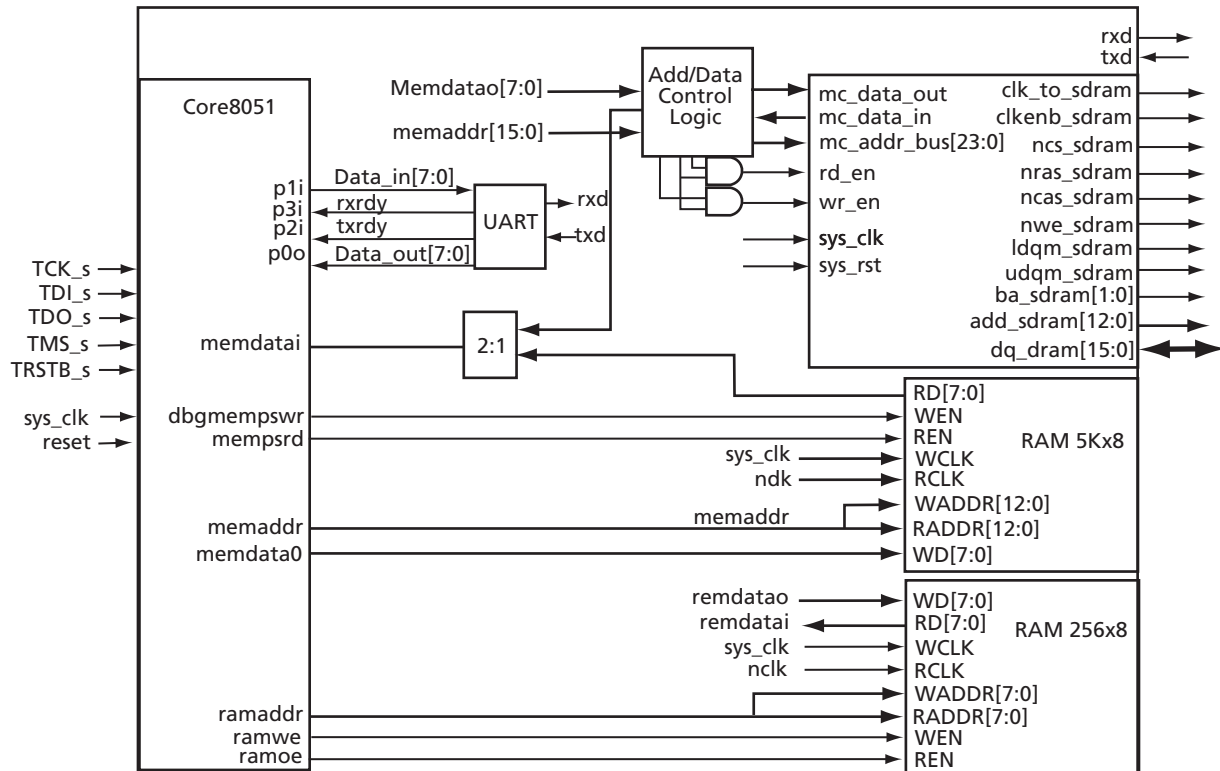 rxd
txd
Core8051
Memdatao[7:0]
memaddr[15:0]
Add/Data
Control
Logic
mc_data_out
mc_data_in
mc_addr_bus[23:0]
rd_en
wr_en
sys_clk
sys_rst
clk_to_sdram
clkenb_sdram
ncs_sdram
nras_sdram
ncas_sdram
nwe_sdram
ldqm_sdram
udqm_sdram
ba_sdram[1:0]
add_sdram[12:0]
dq_dram[15:0]
p1i
p3i
p2i
p0o
Data_in[7:0]
rxrdy
txrdy
Data_out[7:0]
UART
rxd
txd
TCK_s
TDI_s
TDO_s
TMS_s
TRSTB_s
sys_clk
reset
memdatai
2:1
dbgmempswr
mempsrd
sys_clk
ndk
memaddr
memaddr
memdata0
RD[7:0]
WEN
REN
WCLK
RCLK
WADDR[12:0]
RADDR[12:0]
WD[7:0]
RAM 5Kx8
remdatao
remdatai
sys_clk
nclk
WD[7:0]
RD[7:0]
WCLK
RCLK
WADDR[7:0]
RADDR[7:0]
WEN
REN
RAM 256x8
ramaddr
ramwe
ramoe